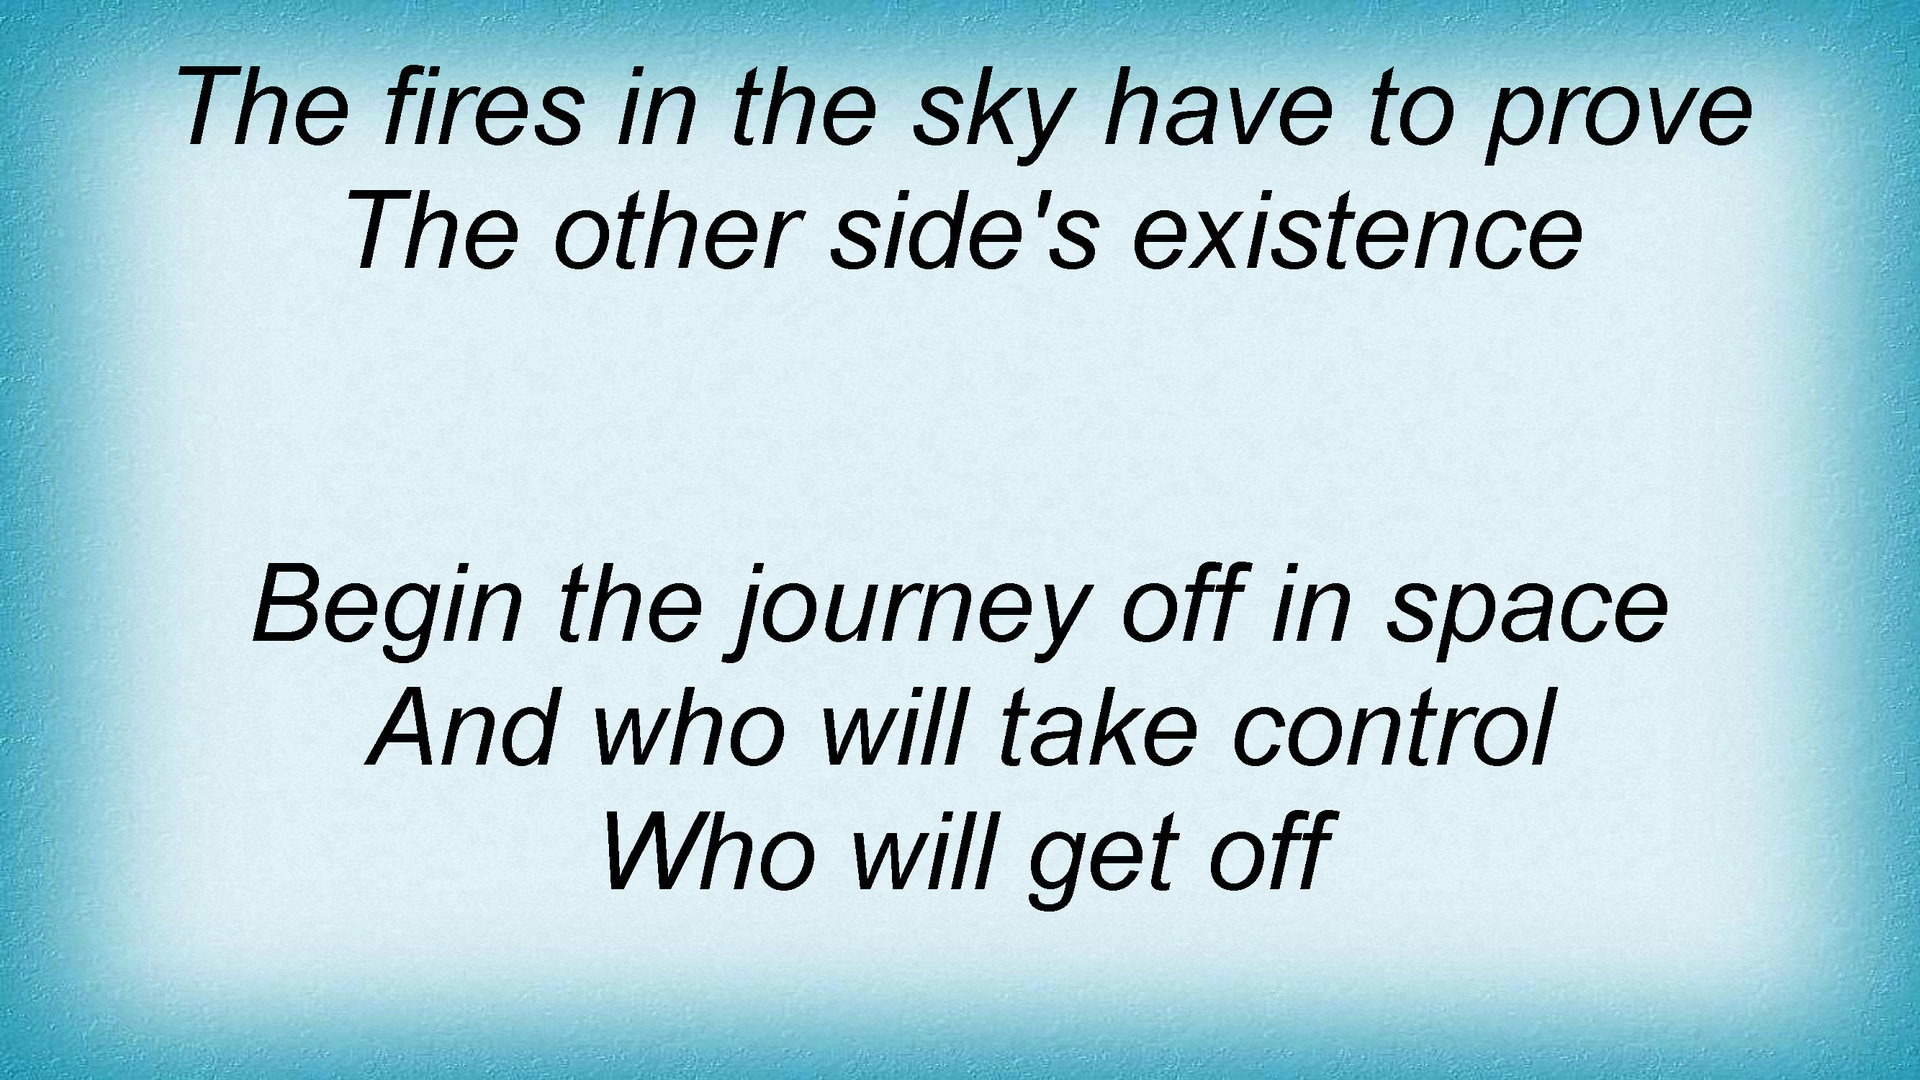 The fires in the sky have to prove
The other side's existence
Begin the journey off in space
And who will take control
Who will get off